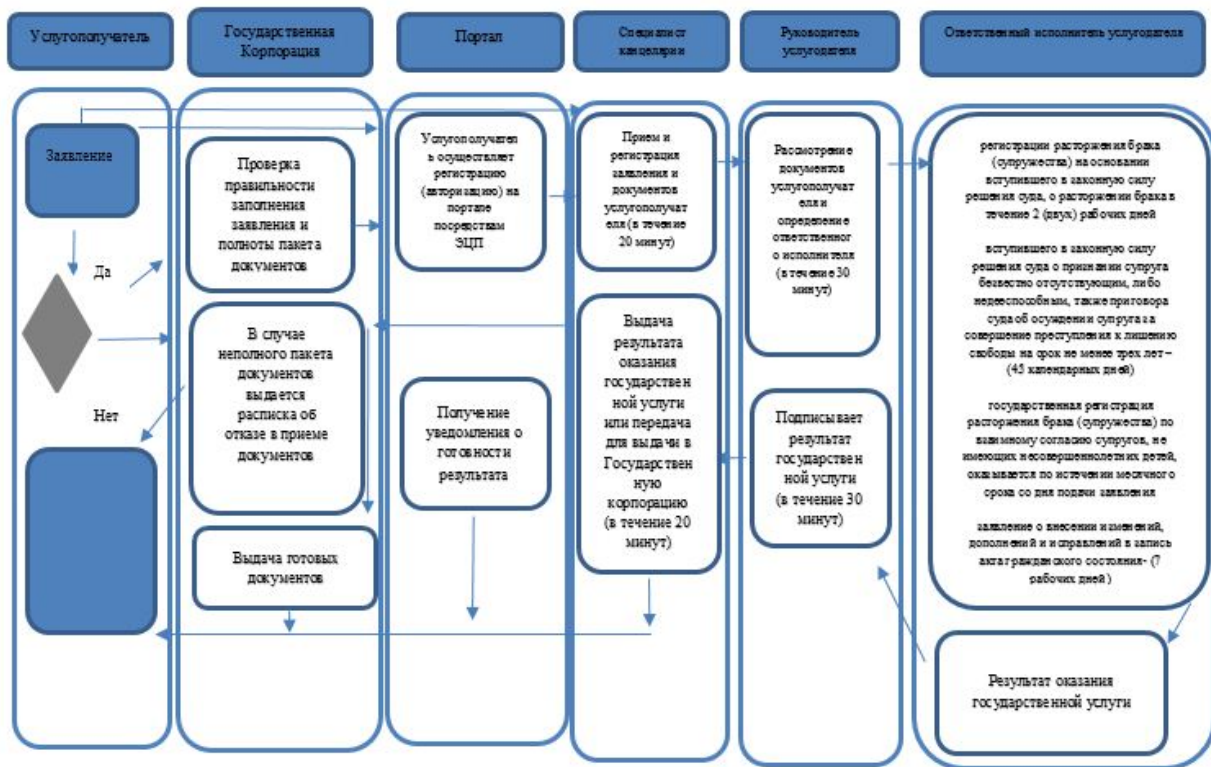 Услугополучатель
Государственная
Корпорация
Портал
Специалист
канцелярии
Руководитель
услугодателя
Ответственный исполнитель услугодателя
Заявление
Да
Нет
Проверка
правильности
заполнения
заявления и
полноты пакета
документов
В случае
неполного пакета
документов
выдается
расписка об
отказе в приеме
документов
Выдача готовых
документов
Услугополучател
ь осуществляет
регистрацию
(авторизацию) на
портале
посредствам
ЭЦП
Получение
уведомления о
готовности
результата
Прием и
регистрация
заявления и
документов
услугополучат
еля (в течение
20 минут)
Выдача
результата
оказания
государствен
ной услуги
или передача
для выдачи в
Государствен
ную
корпорацию
(в течение 20
минут)
Рассмотрение
документов
услугополучат
еля и
определение
ответственног
о исполнителя
(в течение 30
минут)
Подписывает
результат
государствен
ной услуги
(в течение 30
минут)
регистрации расторжения брака
(супружества) на основании
вступившего в законную силу
решения суда, о расторжении брака в
течение 2 (двух) рабочих дней
вступившего в законную силу
решения суда о признании супруга
безвестно отсутствующим, либо
недееспособным, также приговора
суда об осуждении супруга за
совершение преступления к лишению
свободы на срок не менее трех лет –
(45 календарных дней)
государственная регистрация
расторжения брака (супружества) по
взаимному согласию супругов, не
имеющих несовершеннолетних детей,
оказывается по истечении месячного
срока со дня подачи заявления
заявление о внесении изменений,
дополнений и исправлений в запись
акта гражданского состояния- (7
рабочих дней)
Результат оказания
государственной услуги